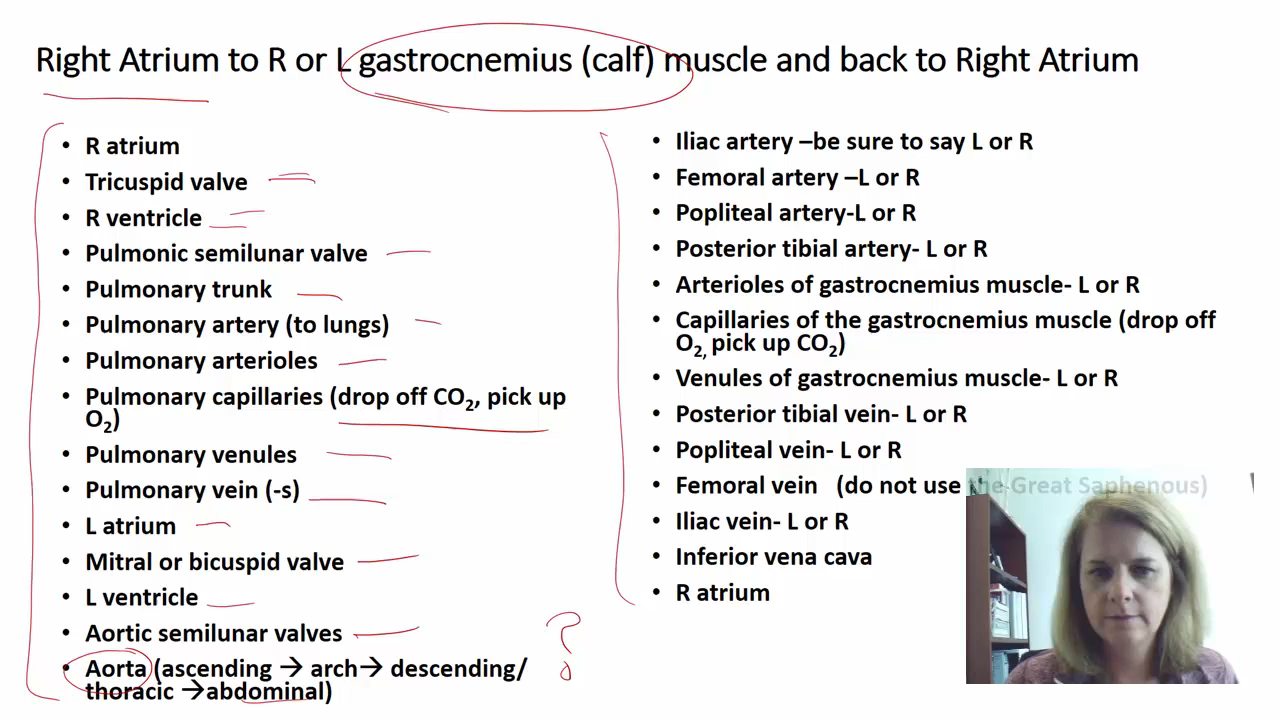 Right Atrium to R or L gastrocnemius (calf) muscle and back to Right Atrium
• R atrium
• Tricuspid valve
• R ventricle
• Pulmonic semilunar valve
• Pulmonary trunk
• Pulmonary artery (to lungs)
• Pulmonary arterioles
• Pulmonary capillaries (drop off CO2, pick up
O2)
• Pulmonary venules
• Pulmonary vein (-s)
• L atrium
• Mitral or bicuspid valve
• L ventricle
• Aortic semilunar valves
• Aorta (ascending → arch→ descending/
thoracic →abdominal)
?
• Iliac artery –be sure to say L or R
• Femoral artery –L or R
• Popliteal artery-L or R
• Posterior tibial artery- L or R
• Arterioles of gastrocnemius muscle- L or R
• Capillaries of the gastrocnemius muscle (drop off
O2, pick up CO2)
• Venules of gastrocnemius muscle- L or R
• Posterior tibial vein- L or R
• Popliteal vein- L or R
• Femoral vein (do not use the Great Saphenous)
• Iliac vein- L or R
• Inferior vena cava
• R atrium